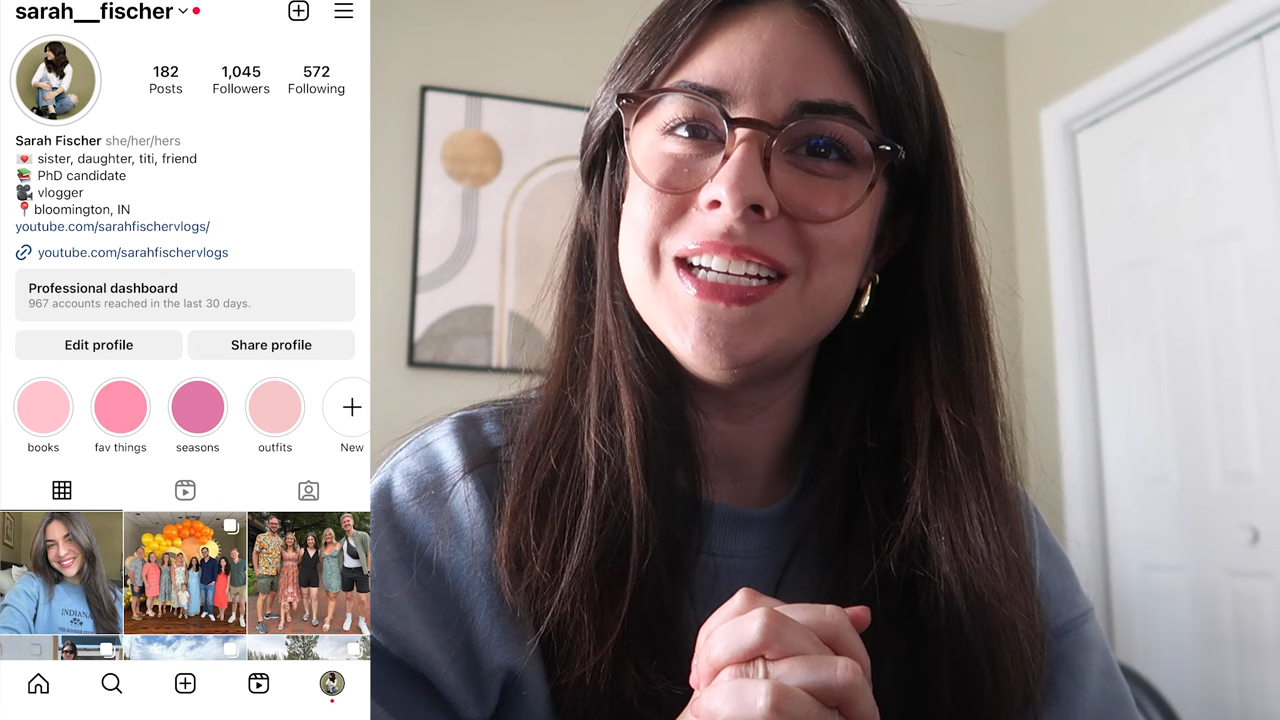 sarah__fischer
182
1,045
572
Posts
Followers
Following
Sarah Fischer she/her/hers
💌 sister, daughter, titi, friend
📚 PhD candidate
🎥 vlogger
📍bloomington, IN
youtube.com/sarahfischervlogs/
youtube.com/sarahfischervlogs
Professional dashboard
967 accounts reached in the last 30 days.
Edit profile
Share profile
books
fav things
seasons
outfits
New
INDIANA